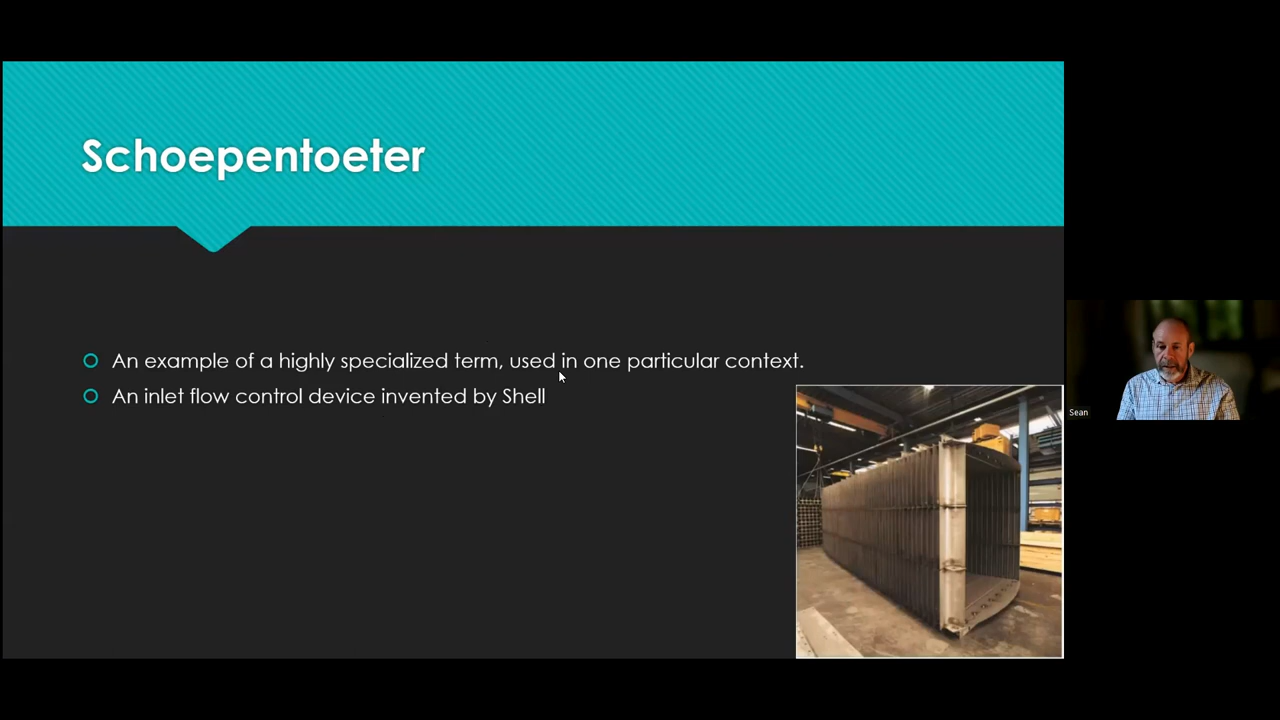 Schoepentoeter
An example of a highly specialized term, used in one particular context.
An inlet flow control device invented by Shell
Sean